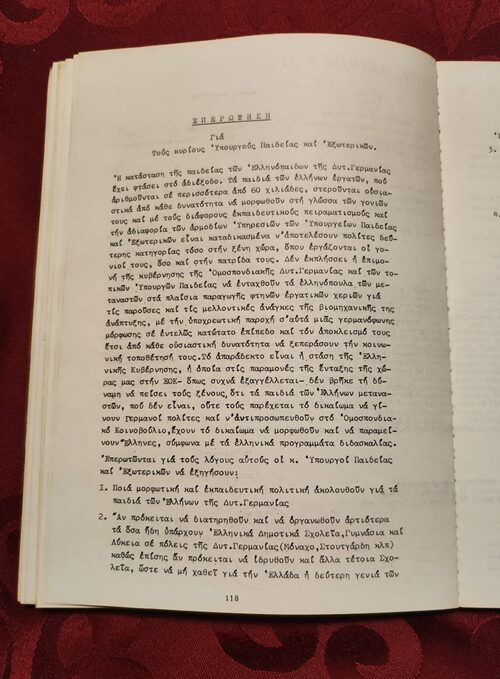 ΕΠΕΡΩΤΗΣΗ
Γιά
Τούς κυρίους Ὑπουργούς Παιδείας καί Ἐξωτερικῶν.
Ἡ κατάσταση τῆς παιδείας τῶν Ἑλληνόπαιδων τῆς Δυτ.Γερμανίας
ἔχει φτάσει στό ἀδιέξοδο. Τά παιδιά τῶν ἑλλήνων ἐργατῶν, πού
ἀριθμοῦνται σέ περισσότερα ἀπό 60 χιλιάδες, στεροῦνται οὐσια-
στικά ἀπό κάθε δυνατότητα νά μορφωθοῦν στή γλῶσσα τῶν γονιῶν
τους καί μέ τούς διάφορους ἐκπαιδευτικούς πειραματισμούς καί
τήν ἀδιαφορία τῶν ἁρμοδίων Ὑπηρεσιῶν τῶν Ὑπουργείων Παιδείας
καί Ἐξωτερικῶν εἶναι καταδικασμένα ν'ἀποτελέσουν πολίτες δεύ-
τερης κατηγορίας τόσο στήν ξένη χώρα, ὅπου ἐργάζονται οἱ γο-
νιοί τους, ὅσο καί στήν πατρίδα τους. Δέν ἐκπλήσσει ἡ ἐπιμο-
νή τῆς κυβέρνησης τῆς Ὁμοσπονδιακῆς Δυτ.Γερμανίας καί τῶν το-
πικῶν Ὑπουργῶν Παιδείας νά ἐνταχθοῦν τά ἑλληνόπουλα τῶν με-
ταναστῶν στά πλαίσια παραγωγῆς φτηνῶν ἐργατικῶν χεριῶν γιά
τίς παροῦσες καί τίς μελλοντικές ἀνάγκες τῆς βιομηχανικῆς της
ἀνάπτυξης, μέ τήν ὑποχρεωτική παροχή σ'αὐτά μιᾶς γερμανόφωνης
μόρφωσης σέ ἐντελῶς κατώτατο ἐπίπεδο καί τόν ἀποκλεισμό τους
ἔτσι ἀπό κάθε οὐσιαστική δυνατότητα νά ξεπεράσουν τήν κοινω-
νική τοποθέτησή τους.Τό ἀπαράδεκτο εἶναι ἡ στάση τῆς Ἑλλη-
νικῆς Κυβέρνησης, ἡ ὁποία στίς παραμονές τῆς ἔνταξης τῆς χώ-
ρας μας στήν ΕΟΚ- ὅπως συχνά ἐξαγγέλλεται- δέν βρῆκε τή δύ-
ναμη νά πείσει τούς ξένους,ὅτι τά παιδιά τῶν Ἑλλήνων μετανα-
στῶν, πού δέν εἶναι, οὔτε τούς παρέχεται τό δικαίωμα νά γί-
νουν Γερμανοί πολίτες καί ν'ἀντιπροσωπευθοῦν στό Ὁμοσπονδια-
κό Κοινοβούλιο,ἔχουν τό δικαίωμα νά μορφωθοῦν καί νά παραμεί-
νουν Ἕλληνες, σύμφωνα μέ τά ἑλληνικά προγράμματα διδασκαλίας.
Ἐπερωτῶνται γιά τούς λόγους αὐτούς οἱ κ. Ὑπουργοί Παιδείας
καί Ἐξωτερικῶν νά ἐξηγήσουν:
1. Ποιά μορφωτική καί ἐκπαιδευτική πολιτική ἀκολουθοῦν γιά τά
παιδιά τῶν Ἑλλήνων τῆς Δυτ.Γερμανίας
2. Ἄν πρόκειται νά διατηρηθοῦν καί νά ὀργανωθοῦν ἀρτιότερα
τά ὅσα ἤδη ὑπάρχουν Ἑλληνικά Δημοτικά Σχολεῖα,Γυμνάσια καί
Λύκεια σέ πόλεις τῆς Δυτ.Γερμανίας(Μόναχο,Στουτγάρδη κλπ)
καθώς ἐπίσης ἄν πρόκειται νά ἱδρυθοῦν καί ἄλλα τέτοια Σχο-
λεῖα, ὥστε νά μή χαθεῖ γιά τήν Ἑλλάδα ἡ δεύτερη γενιά τῶν
118
3.
4.